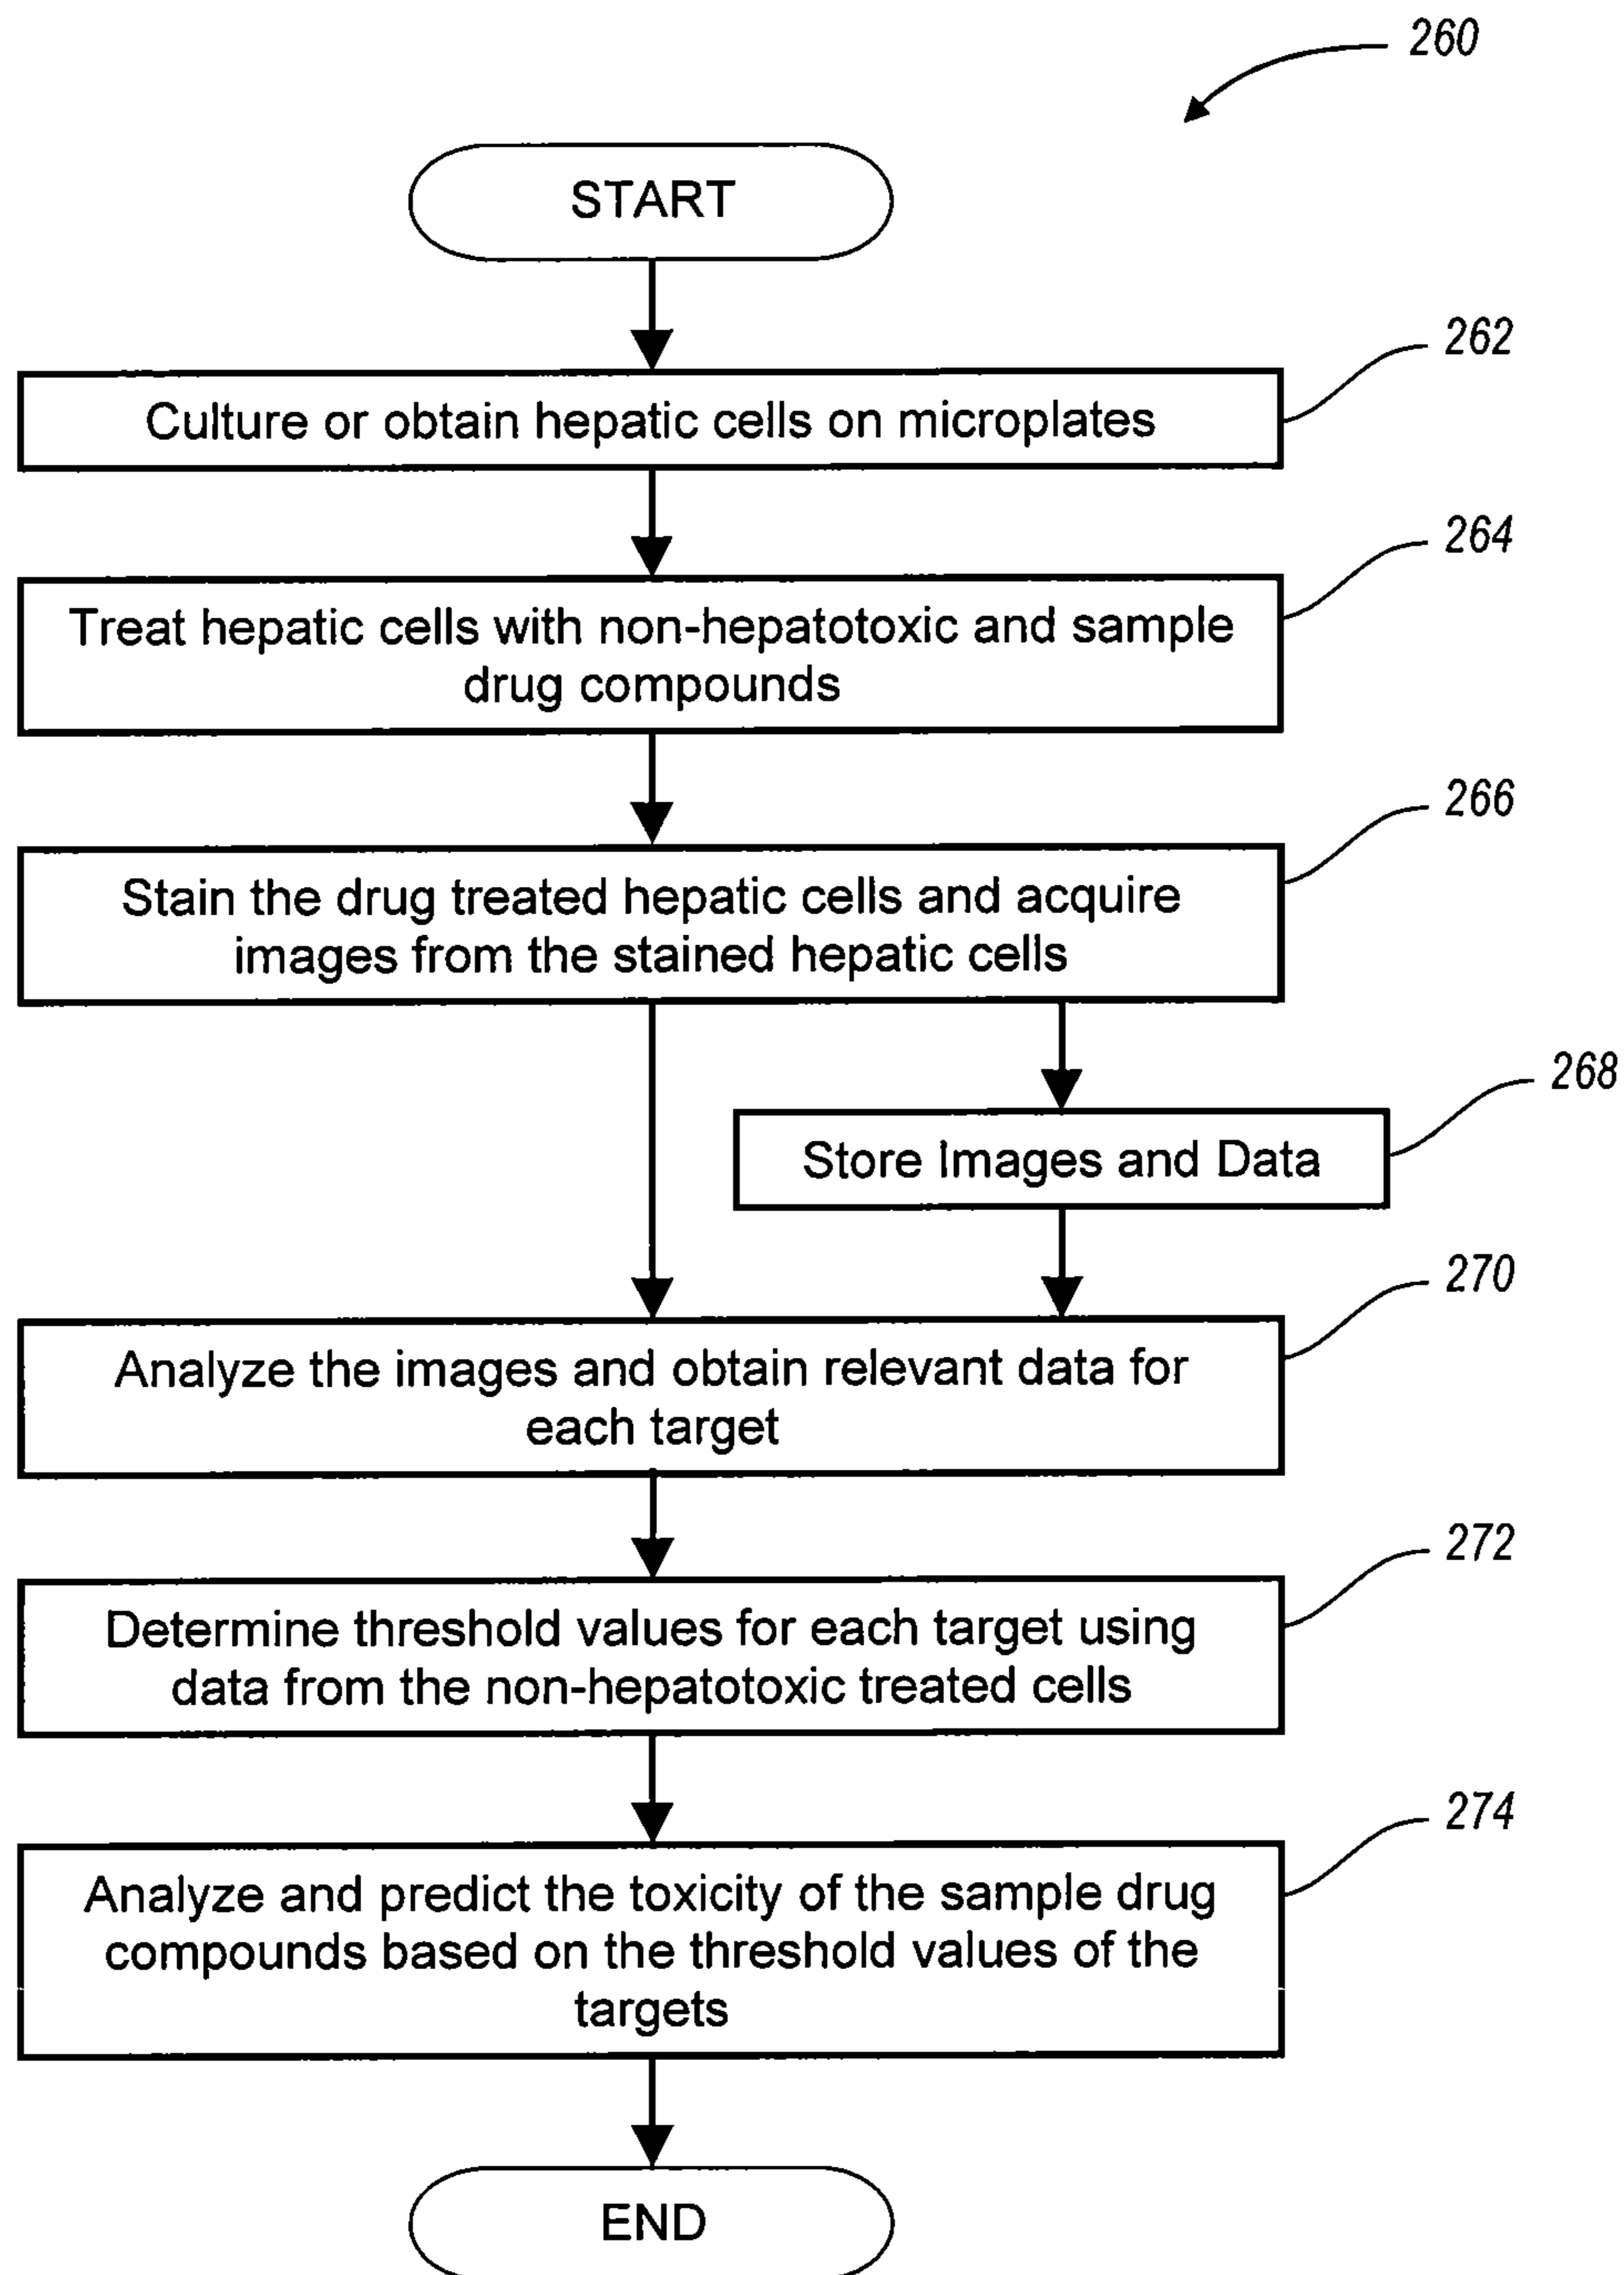 260
START
262
Culture or obtain hepatic cells on microplates
264
Treat hepatic cells with non-hepatotoxic and sample
drug compounds
266
Stain the drug treated hepatic cells and acquire
images from the stained hepatic cells
268
Store Images and Data
270
Analyze the images and obtain relevant data for
each target
272
Determine threshold values for each target using
data from the non-hepatotoxic treated cells
274
Analyze and predict the toxicity of the sample drug
compounds based on the threshold values of the
targets
END